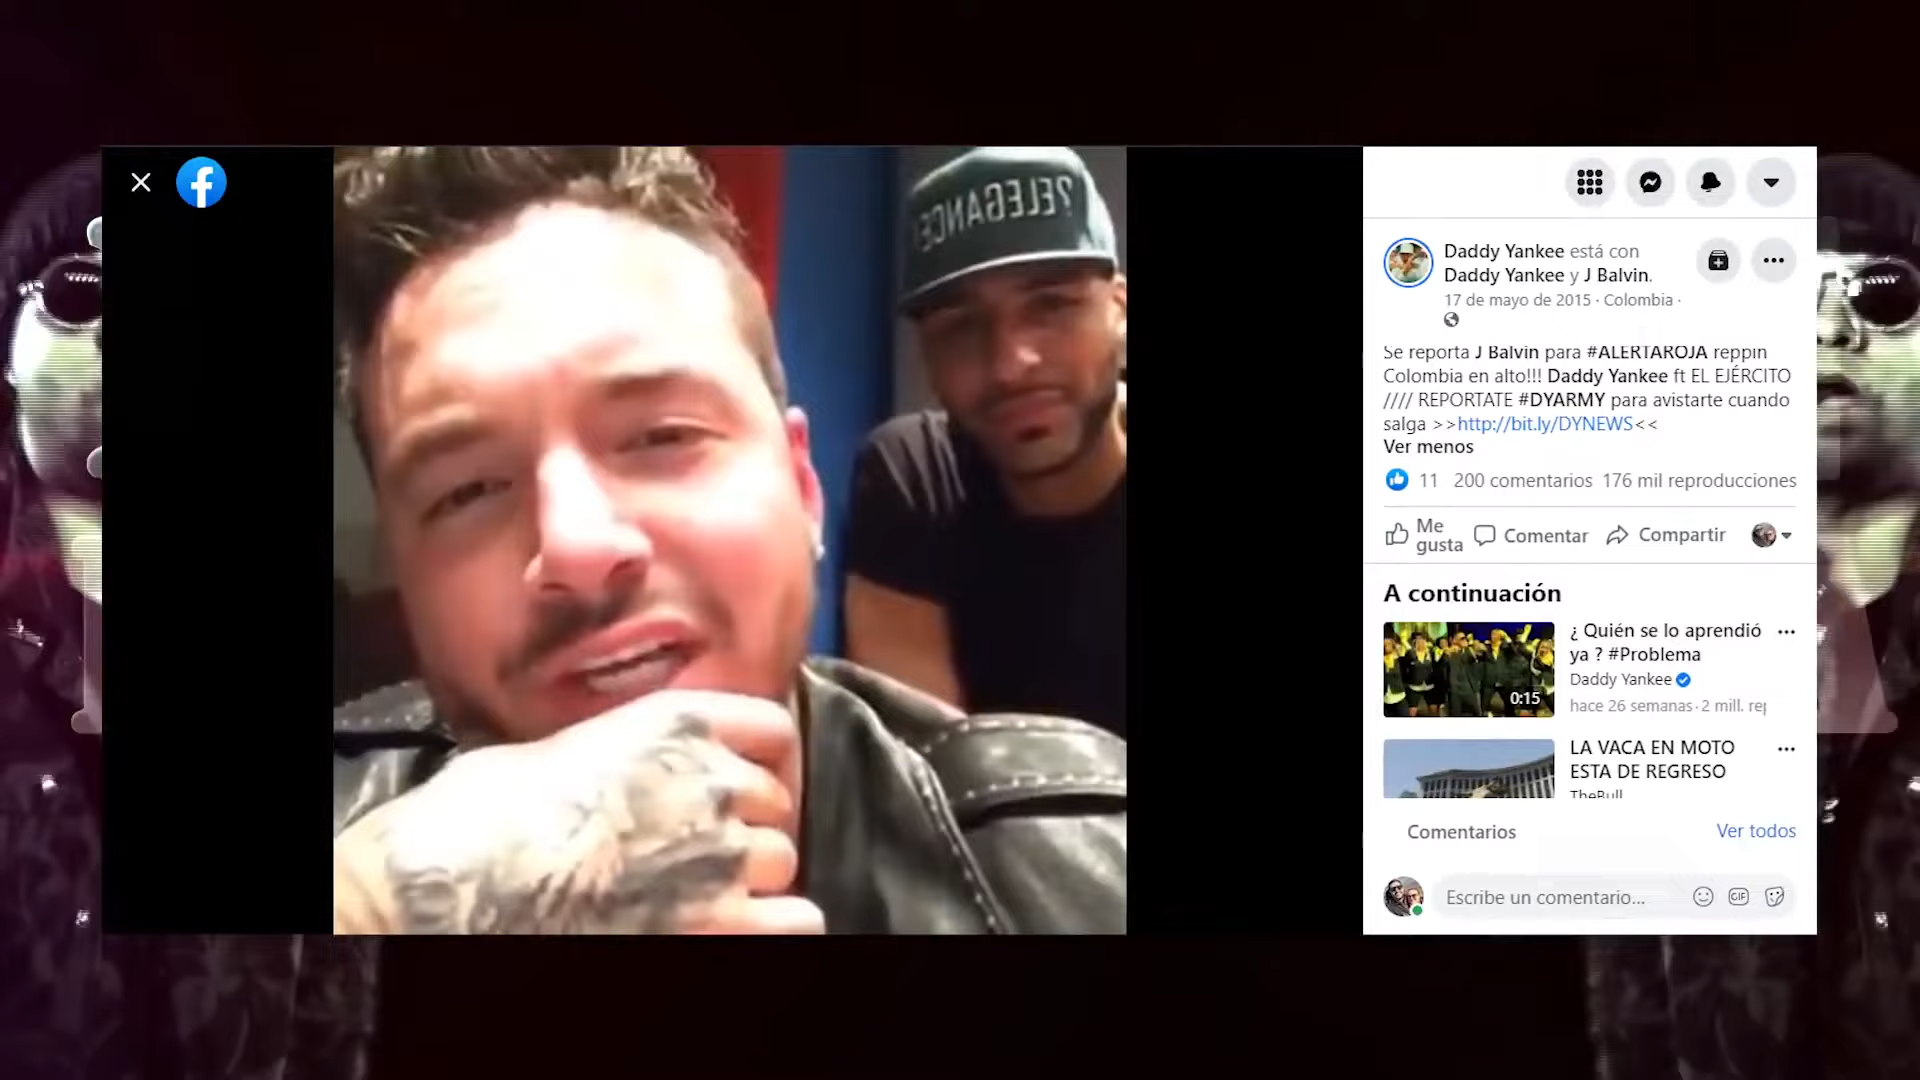 ?ELEGANCE
Daddy Yankee está con
Daddy Yankee y J Balvin.
17 de mayo de 2015 · Colombia ·
Se reporta J Balvin para #ALERTAROJA reppin
Colombia en alto!!! Daddy Yankee ft EL EJÉRCITO
//// REPORTATE #DYARMY para avistarte cuando
salga >>http://bit.ly/DYNEWS<<
Ver menos
11 200 comentarios 176 mil reproducciones
Me gusta
Comentar
Compartir
A continuación
¿ Quién se lo aprendió
ya ? #Problema
Daddy Yankee
hace 26 semanas · 2 mill. rep
0:15
LA VACA EN MOTO
ESTA DE REGRESO
TheBull
Comentarios Ver todos
Escribe un comentario...
GIF